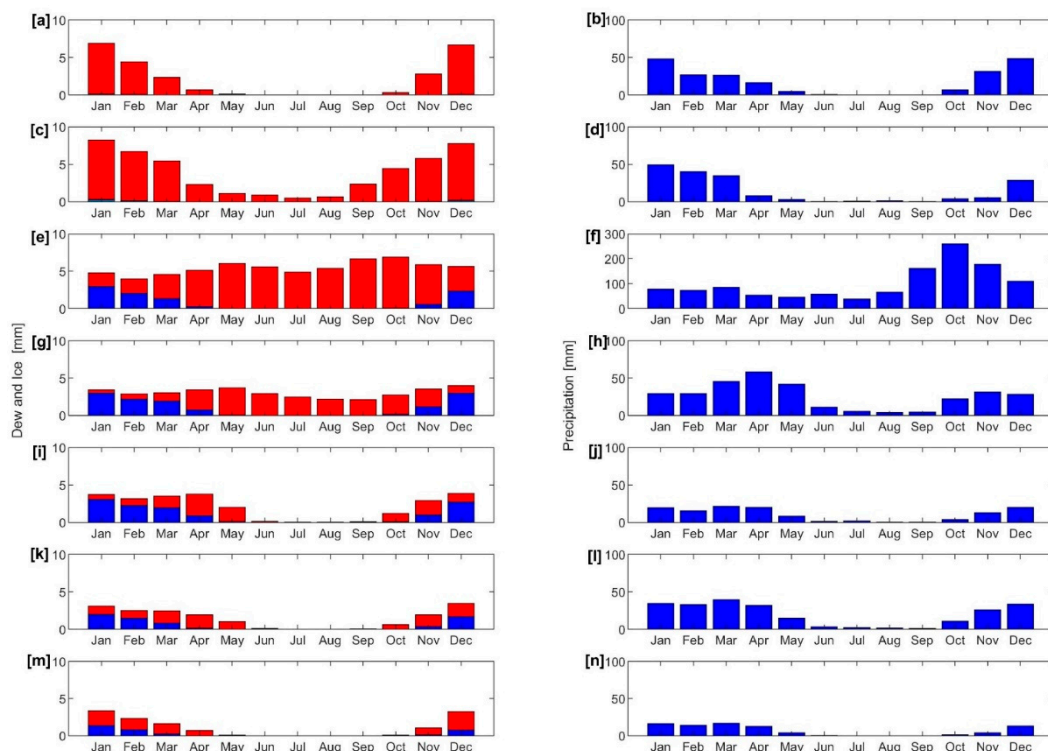 [a] 10 5 0
Jan Feb Mar Apr May Jun Jul Aug Sep Oct Nov Dec
[b] 100 50 0
Jan Feb Mar Apr May Jun Jul Aug Sep Oct Nov Dec
[c] 10 5 0
Jan Feb Mar Apr May Jun Jul Aug Sep Oct Nov Dec
[d] 100 50 0
Jan Feb Mar Apr May Jun Jul Aug Sep Oct Nov Dec
[e] 10 5 0
Jan Feb Mar Apr May Jun Jul Aug Sep Oct Nov Dec
[f] 300 200 100 0
Jan Feb Mar Apr May Jun Jul Aug Sep Oct Nov Dec
Dew and Ice [mm]
[g] 10 5 0
Jan Feb Mar Apr May Jun Jul Aug Sep Oct Nov Dec
Precipitation [mm]
[h] 100 50 0
Jan Feb Mar Apr May Jun Jul Aug Sep Oct Nov Dec
[i] 10 5 0
Jan Feb Mar Apr May Jun Jul Aug Sep Oct Nov Dec
[j] 100 50 0
Jan Feb Mar Apr May Jun Jul Aug Sep Oct Nov Dec
[k] 10 5 0
Jan Feb Mar Apr May Jun Jul Aug Sep Oct Nov Dec
[l] 100 50 0
Jan Feb Mar Apr May Jun Jul Aug Sep Oct Nov Dec
[m] 10 5 0
Jan Feb Mar Apr May Jun Jul Aug Sep Oct Nov Dec
[n] 100 50 0
Jan Feb Mar Apr May Jun Jul Aug Sep Oct Nov Dec